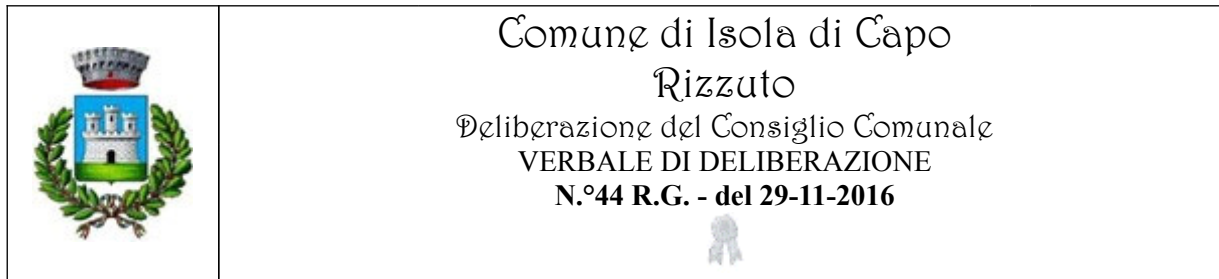 Comune di Isola di Capo
Rizzuto
Deliberazione del Consiglio Comunale
VERBALE DI DELIBERAZIONE
N.°44 R.G. - del 29-11-2016